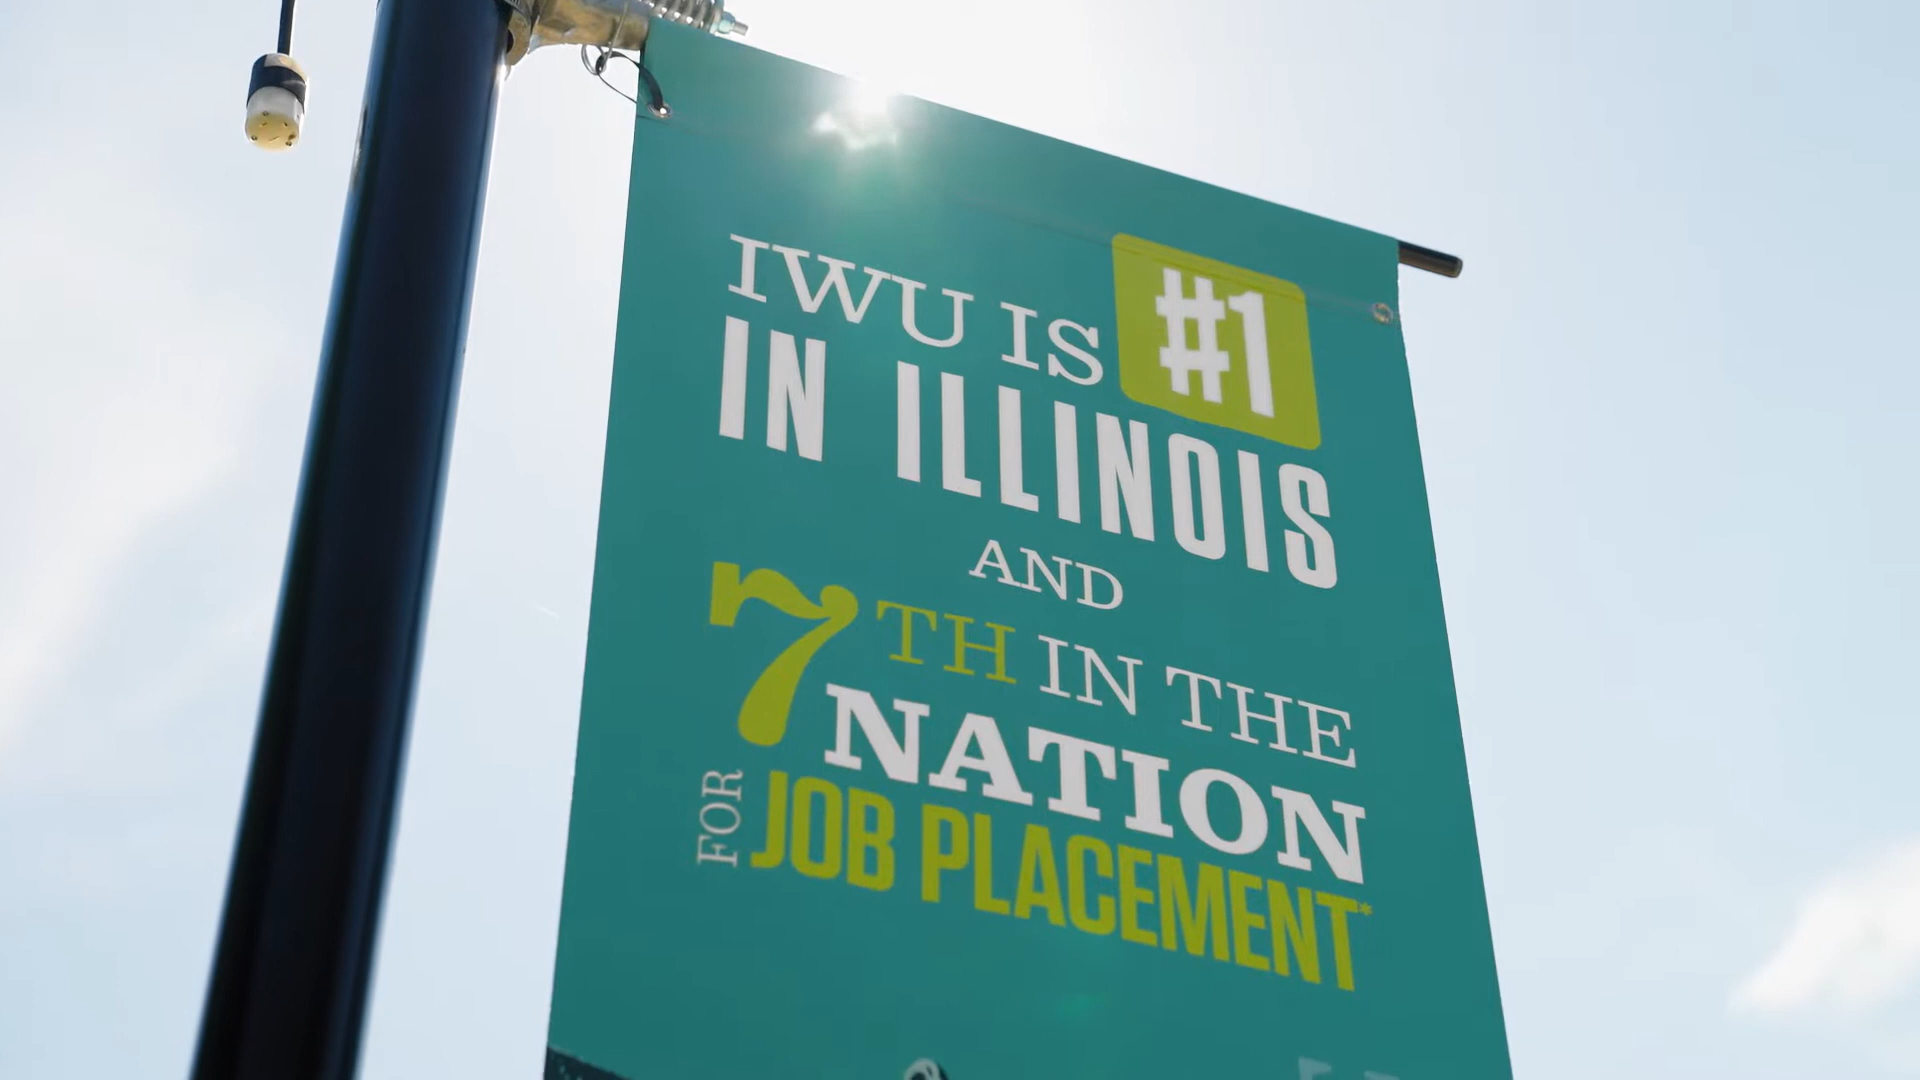 IWU IS #1
IN ILLINOIS
AND
7TH IN THE
NATION
FOR JOB PLACEMENT*